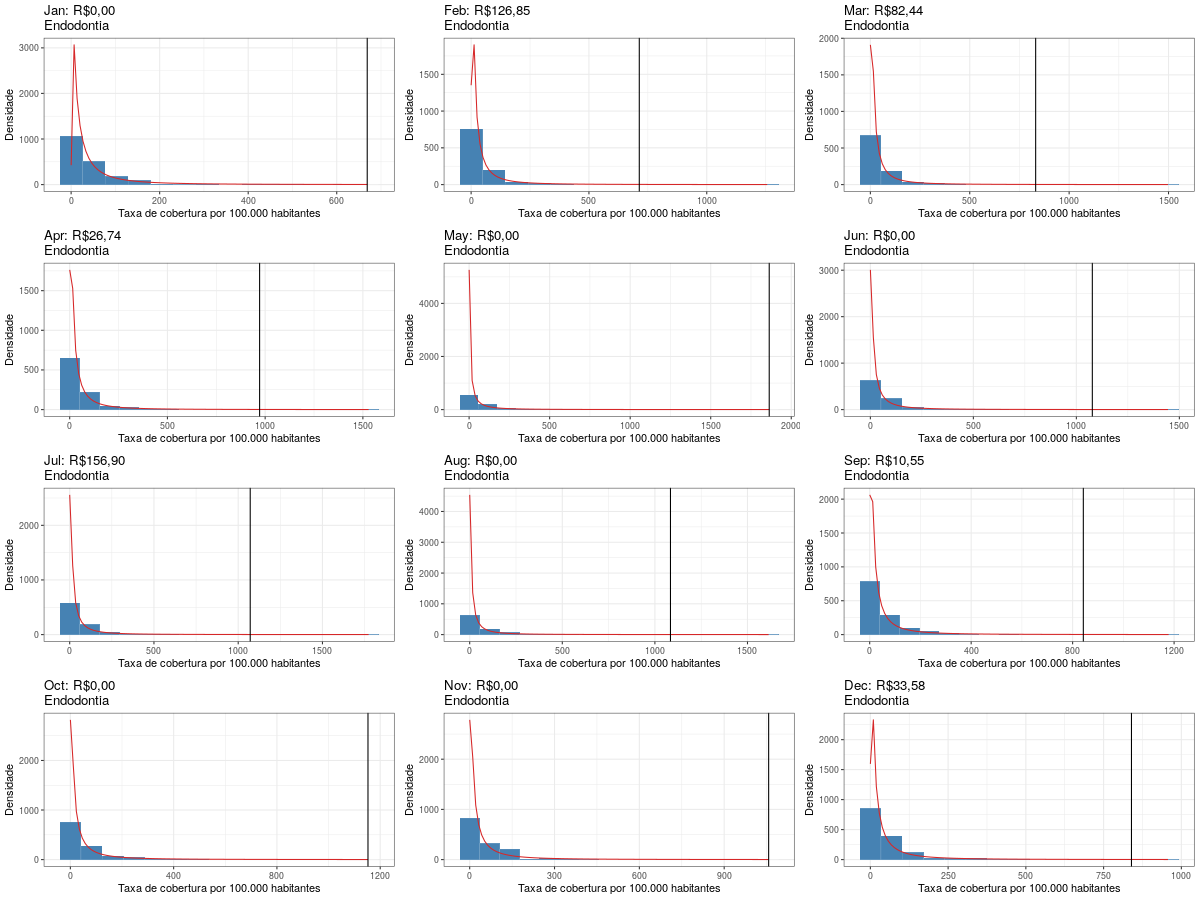 Jan: R$0,00
Endodontia
Densidade
3000
2000
1000
0
0 200 400 600
Taxa de cobertura por 100.000 habitantes
Feb: R$126,85
Endodontia
Densidade
1500
1000
500
0
0 500 1000
Taxa de cobertura por 100.000 habitantes
Mar: R$82,44
Endodontia
Densidade
2000
1500
1000
500
0
0 500 1000 1500
Taxa de cobertura por 100.000 habitantes
Apr: R$26,74
Endodontia
Densidade
1500
1000
500
0
0 500 1000 1500
Taxa de cobertura por 100.000 habitantes
May: R$0,00
Endodontia
Densidade
4000
2000
0
0 500 1000 1500 2000
Taxa de cobertura por 100.000 habitantes
Jun: R$0,00
Endodontia
Densidade
3000
2000
1000
0
0 500 1000 1500
Taxa de cobertura por 100.000 habitantes
Jul: R$156,90
Endodontia
Densidade
2000
1000
0
0 500 1000 1500
Taxa de cobertura por 100.000 habitantes
Aug: R$0,00
Endodontia
Densidade
4000
3000
2000
1000
0
0 500 1000 1500
Taxa de cobertura por 100.000 habitantes
Sep: R$10,55
Endodontia
Densidade
2000
1500
1000
500
0
0 400 800 1200
Taxa de cobertura por 100.000 habitantes
Oct: R$0,00
Endodontia
Densidade
2000
1000
0
0 400 800 1200
Taxa de cobertura por 100.000 habitantes
Nov: R$0,00
Endodontia
Densidade
2000
1000
0
0 300 600 900
Taxa de cobertura por 100.000 habitantes
Dec: R$33,58
Endodontia
Densidade
2000
1500
1000
500
0
0 250 500 750 1000
Taxa de cobertura por 100.000 habitantes